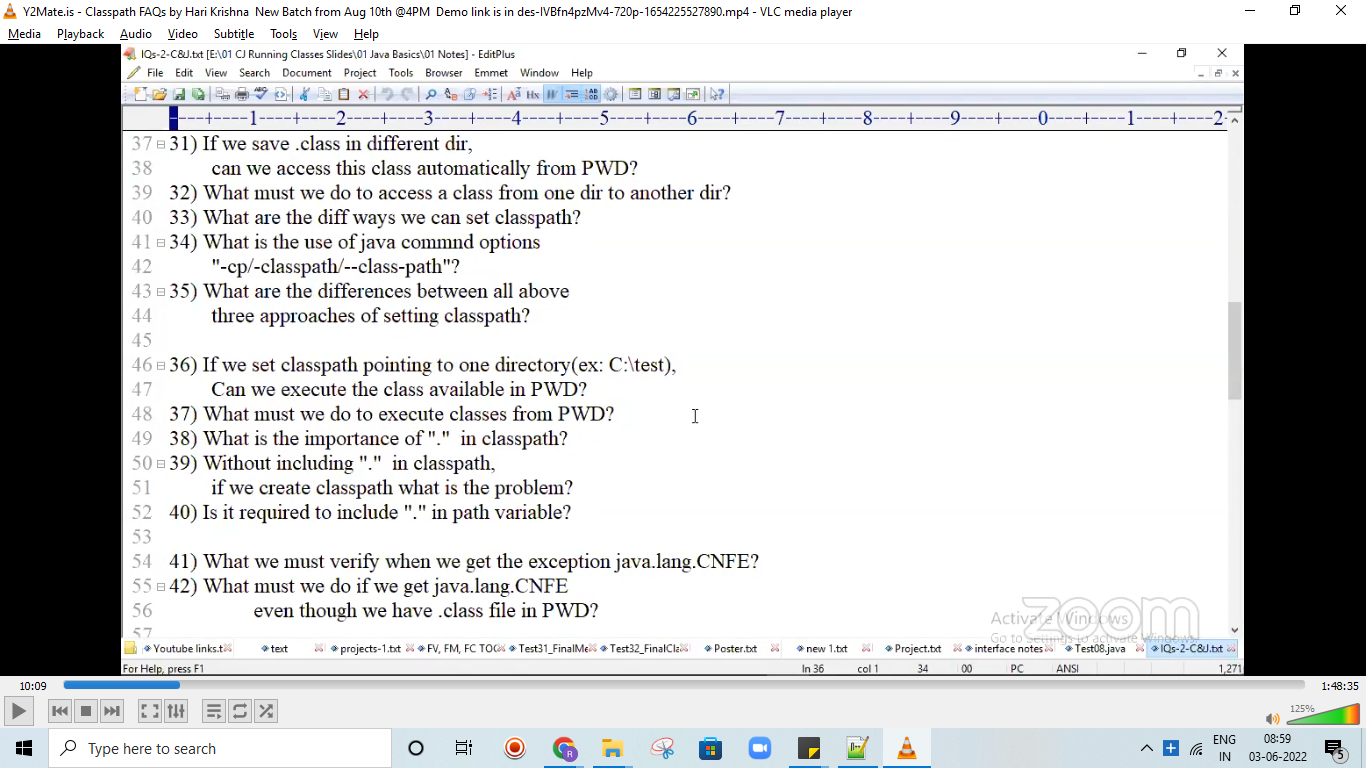 Y2Mate.is - Classpath FAQs by Hari Krishna  New Batch from Aug 10th @4PM  Demo link is in des-IVBfn4pzMv4-720p-1654225527890.mp4 - VLC media player
Media Playback Audio Video Subtitle Tools View Help
IQs-2-C&J.txt [E:\01 CJ Running Classes Slides\01 Java Basics\01 Notes] - EditPlus
File Edit View Search Document Project Tools Browser Emmet Window Help
----+----1----+----2----+----3----+----4----+----5----+----6----+----7----+----8----+----9----+----0----+----1----+----2-
37 31) If we save .class in different dir,
38 can we access this class automatically from PWD?
39 32) What must we do to access a class from one dir to another dir?
40 33) What are the diff ways we can set classpath?
41 34) What is the use of java commnd options
42 "-cp/-classpath/--class-path"?
43 35) What are the differences between all above
44 three approaches of setting classpath?
45
46 36) If we set classpath pointing to one directory(ex: C:\test),
47 Can we execute the class available in PWD?
48 37) What must we do to execute classes from PWD?
49 38) What is the importance of "."  in classpath?
50 39) Without including "."  in classpath,
51 if we create classpath what is the problem?
52 40) Is it required to include "." in path variable?
53
54 41) What we must verify when we get the exception java.lang.CNFE?
55 42) What must we do if we get java.lang.CNFE
56 even though we have .class file in PWD?
57
zoom
Activate Windows
Go to Settings to activate Windows.
Youtube links.t text projects-1.txt FV, FM, FC TOC Test31_FinalMe Test32_FinalCla Poster.txt new 1.txt Project.txt interface notes Test08.java IQs-2-C&J.txt
For Help, press F1 ln 36 col 1 34 00 PC ANSI 1,271
10:09 1:48:35
125%
Type here to search
ENG 08:59
IN 03-06-2022 5